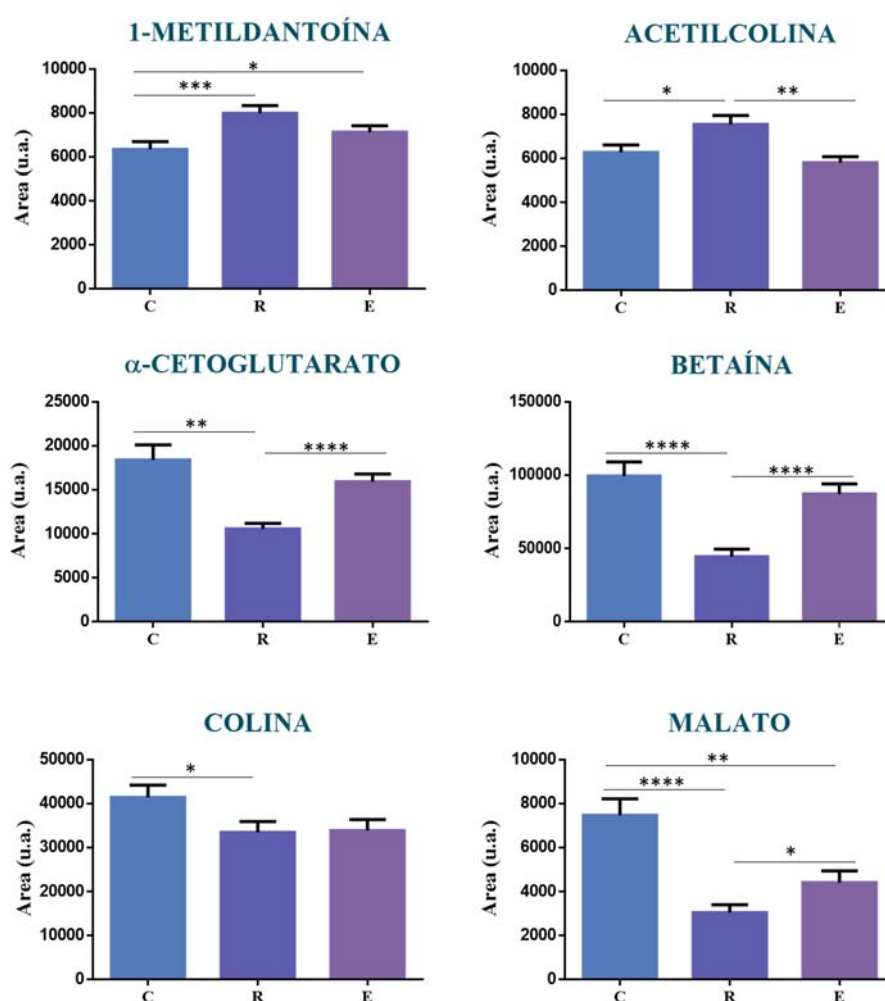 1-METILDANTOÍNA
10000
8000
6000
4000
2000
0
Area (u.a.)
*
***
C R E
ACETILCOLINA
10000
8000
6000
4000
2000
0
Area (u.a.)
* **
C R E
α-CETOGLUTARATO
25000
20000
15000
10000
5000
0
Area (u.a.)
**
****
C R E
BETAÍNA
150000
100000
50000
0
Area (u.a.)
****
****
C R E
COLINA
50000
40000
30000
20000
10000
0
Area (u.a.)
*
C R E
MALATO
10000
8000
6000
4000
2000
0
Area (u.a.)
**
****
*
C R E